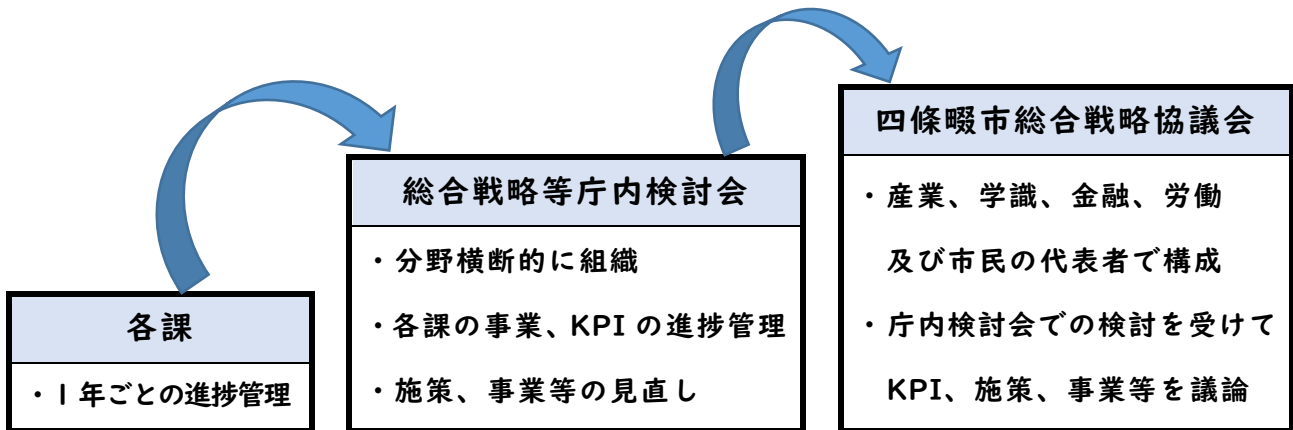 各課
・1年ごとの進捗管理
総合戦略等庁内検討会
・分野横断的に組織
・各課の事業、KPIの進捗管理
・施策、事業等の見直し
四條畷市総合戦略協議会
・産業、学識、金融、労働
及び市民の代表者で構成
・庁内検討会での検討を受けて
KPI、施策、事業等を議論